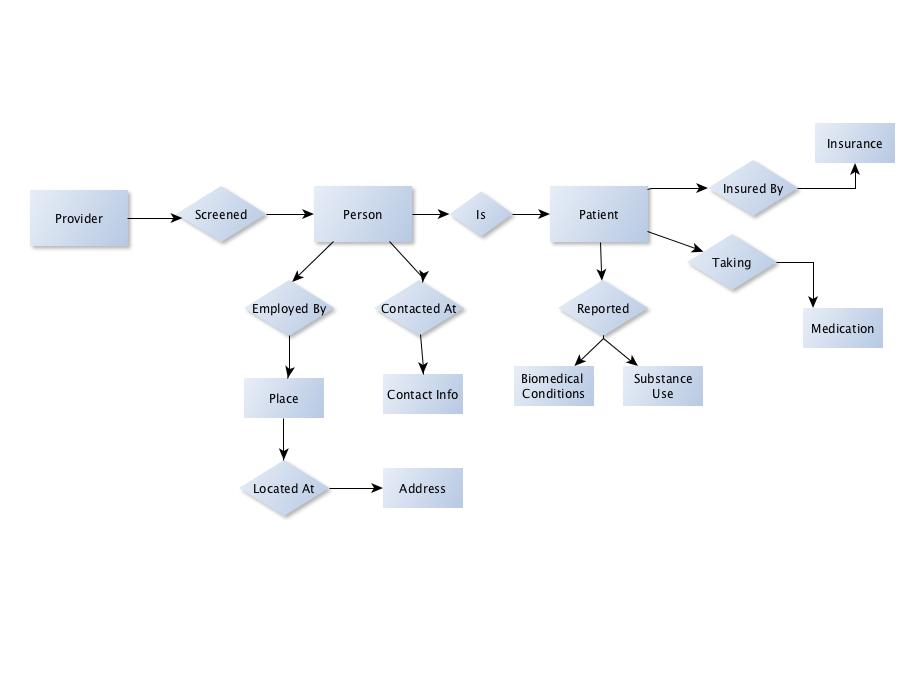 Insurance
Provider
Screened
Person
Is
Patient
Insured By
Taking
Employed By
Contacted At
Reported
Medication
Place
Contact Info
Biomedical
Conditions
Substance
Use
Located At
Address